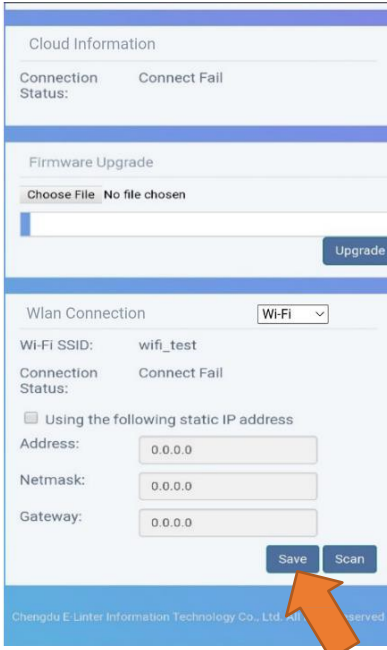 Cloud Information
Connection Connect Fail
Status:
Firmware Upgrade
Choose File No file chosen
Upgrade
Wlan Connection Wi-Fi
Wi-Fi SSID: wifi_test
Connection Connect Fail
Status:
Using the following static IP address
Address: 0.0.0.0
Netmask: 0.0.0.0
Gateway: 0.0.0.0
Save Scan
Chengdu E-Linter Information Technology Co., Ltd. All